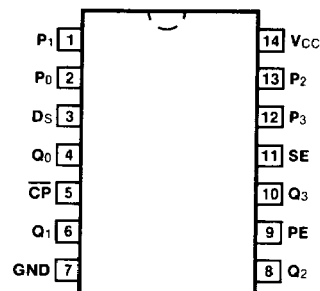 P₁ 1 14 VCC
P₀ 2 13 P₂
DS 3 12 P₃
Q₀ 4 11 SE
C̅P̅ 5 10 Q₃
Q₁ 6 9 PE
GND 7 8 Q₂